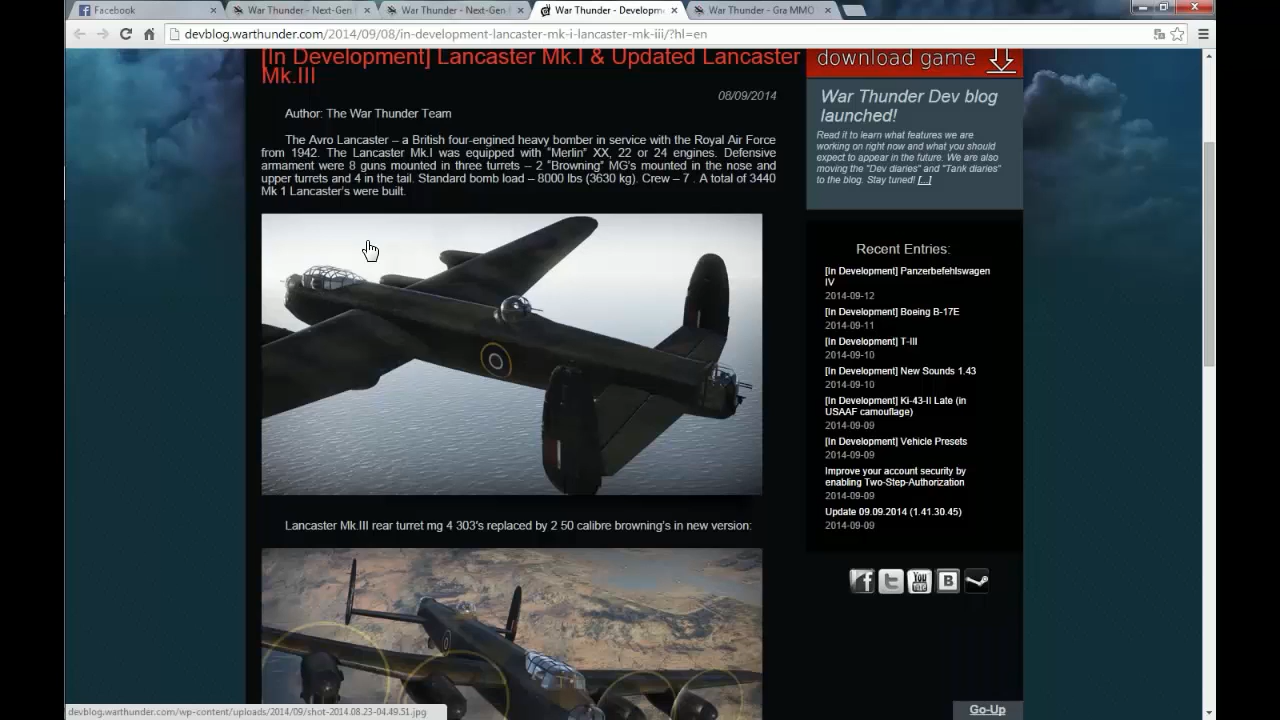 Facebook
War Thunder - Next-Gen
War Thunder - Next-Gen
War Thunder - Developm
War Thunder - Gra MMO
devblog.warthunder.com/2014/09/08/in-development-lancaster-mk-i-lancaster-mk-iii/?hl=en
[In Development] Lancaster Mk.I & Updated Lancaster
Mk.III
08/09/2014
Author: The War Thunder Team
The Avro Lancaster – a British four-engined heavy bomber in service with the Royal Air Force
from 1942. The Lancaster Mk.I was equipped with "Merlin" XX, 22 or 24 engines. Defensive
armament were 8 guns mounted in three turrets – 2 "Browning" MG's mounted in the nose and
upper turrets and 4 in the tail. Standard bomb load – 8000 lbs (3630 kg). Crew – 7 . A total of 3440
Mk 1 Lancaster's were built.
Lancaster Mk.III rear turret mg 4 303's replaced by 2 50 calibre browning's in new version:
download game
War Thunder Dev blog
launched!
Read it to learn what features we are
working on right now and what you should
expect to appear in the future. We are also
moving the "Dev diaries" and "Tank diaries"
to the blog. Stay tuned! [...]
Recent Entries:
[In Development] Panzerbefehlswagen
IV
2014-09-12
[In Development] Boeing B-17E
2014-09-11
[In Development] T-III
2014-09-10
[In Development] New Sounds 1.43
2014-09-10
[In Development] Ki-43-II Late (in
USAAF camouflage)
2014-09-09
[In Development] Vehicle Presets
2014-09-09
Improve your account security by
enabling Two-Step-Authorization
2014-09-09
Update 09.09.2014 (1.41.30.45)
2014-09-09
f t You Tube B
Go-Up
devblog.warthunder.com/wp-content/uploads/2014/09/shot-2014.08.23-04.49.51.jpg